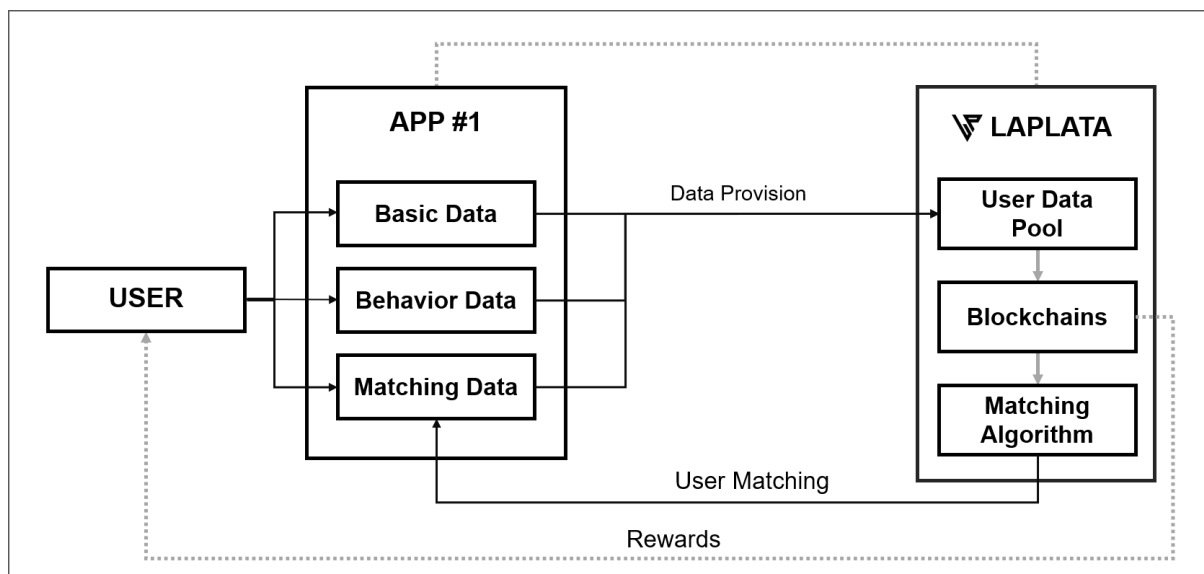 APP #1
LAPLATA
Basic Data
Data Provision
User Data
Pool
USER
Behavior Data
Blockchains
Matching Data
Matching
Algorithm
User Matching
Rewards